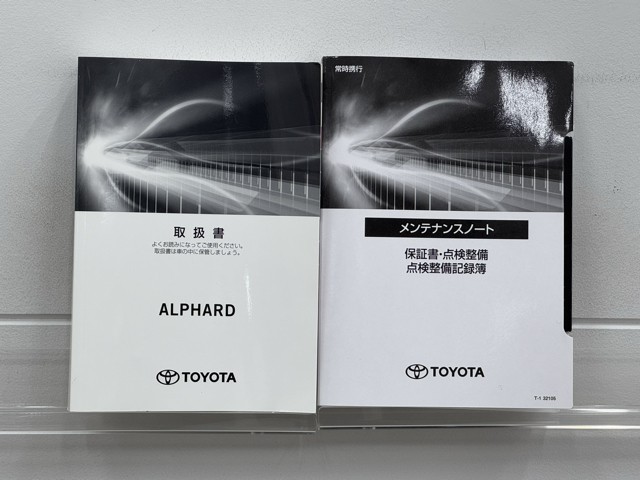 取扱書
よくお読みになってご使用ください。
取扱書は車の中に保管しましょう。
ALPHARD
TOYOTA
常時携行
メンテナンスノート
保証書・点検整備
点検整備記録簿
TOYOTA
T-1 32106